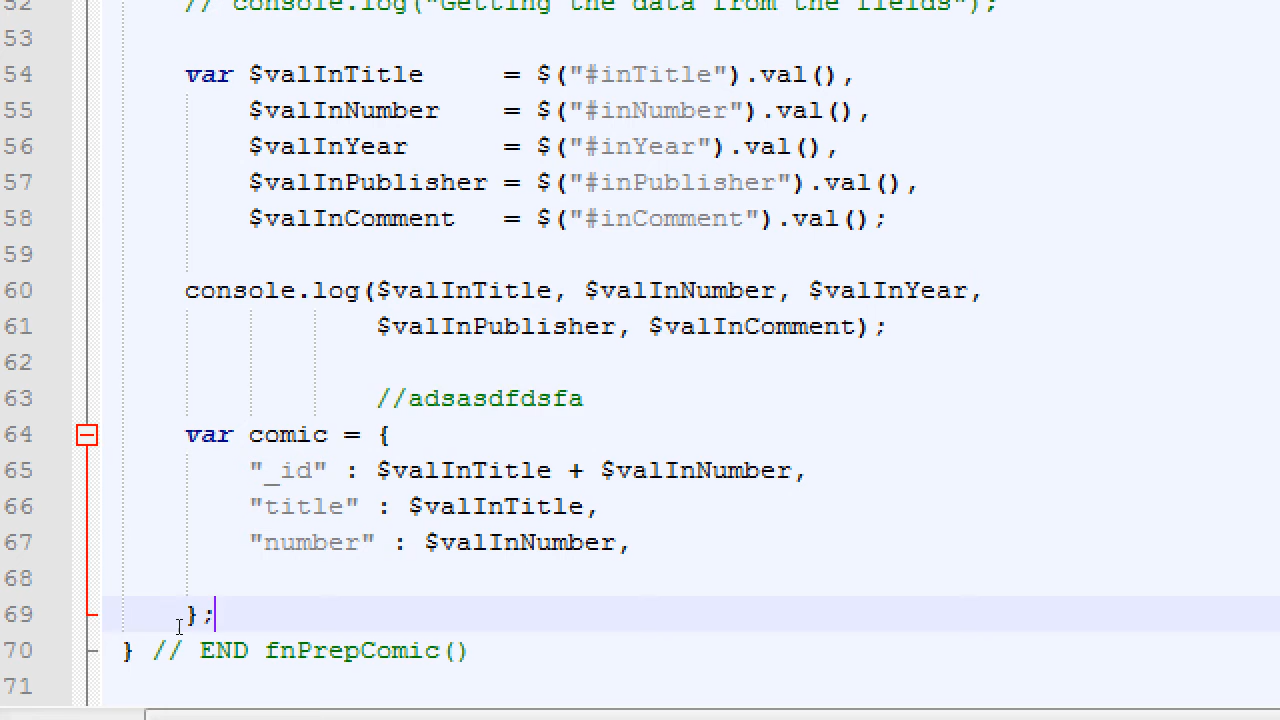 52 // console.log("Getting the data from the fields");
53
54 var $valInTitle = $("#inTitle").val(),
55 $valInNumber = $("#inNumber").val(),
56 $valInYear = $("#inYear").val(),
57 $valInPublisher = $("#inPublisher").val(),
58 $valInComment = $("#inComment").val();
59
60 console.log($valInTitle, $valInNumber, $valInYear,
61 $valInPublisher, $valInComment);
62
63 //adsasdfdsfa
64 var comic = {
65 "_id" : $valInTitle + $valInNumber,
66 "title" : $valInTitle,
67 "number" : $valInNumber,
68
69 };
70 } // END fnPrepComic()
71